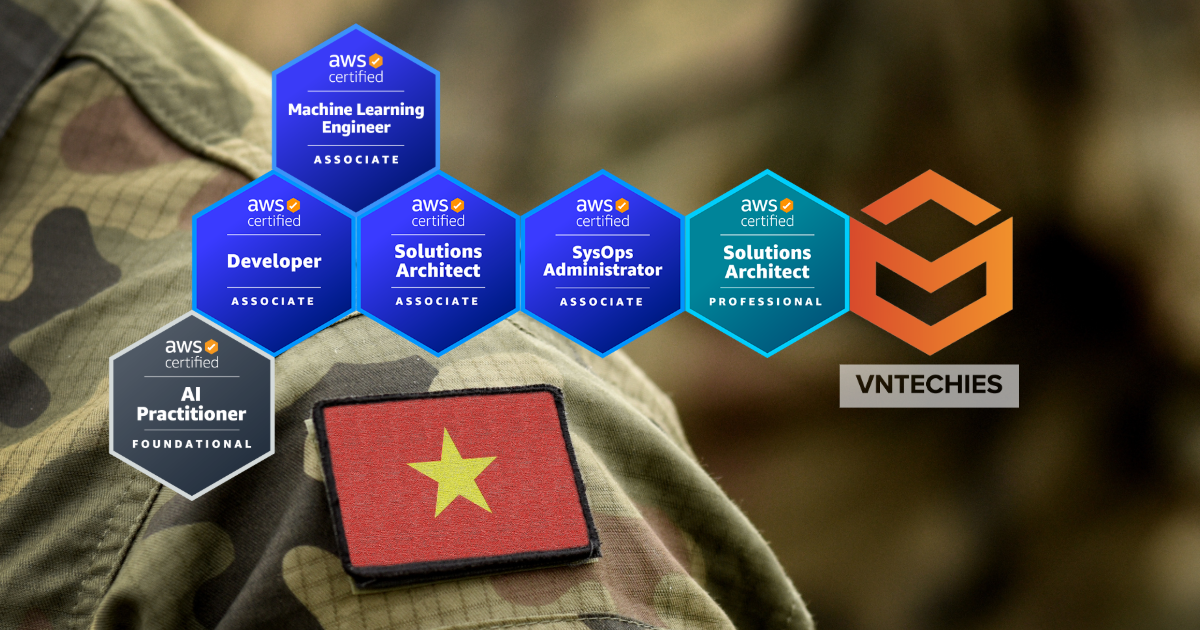 aws
certified
Machine Learning
Engineer
ASSOCIATE
aws
certified
Developer
ASSOCIATE
aws
certified
Solutions
Architect
ASSOCIATE
aws
certified
SysOps
Administrator
ASSOCIATE
aws
certified
Solutions
Architect
PROFESSIONAL
VNTECHIES
aws
certified
AI
Practitioner
FOUNDATIONAL